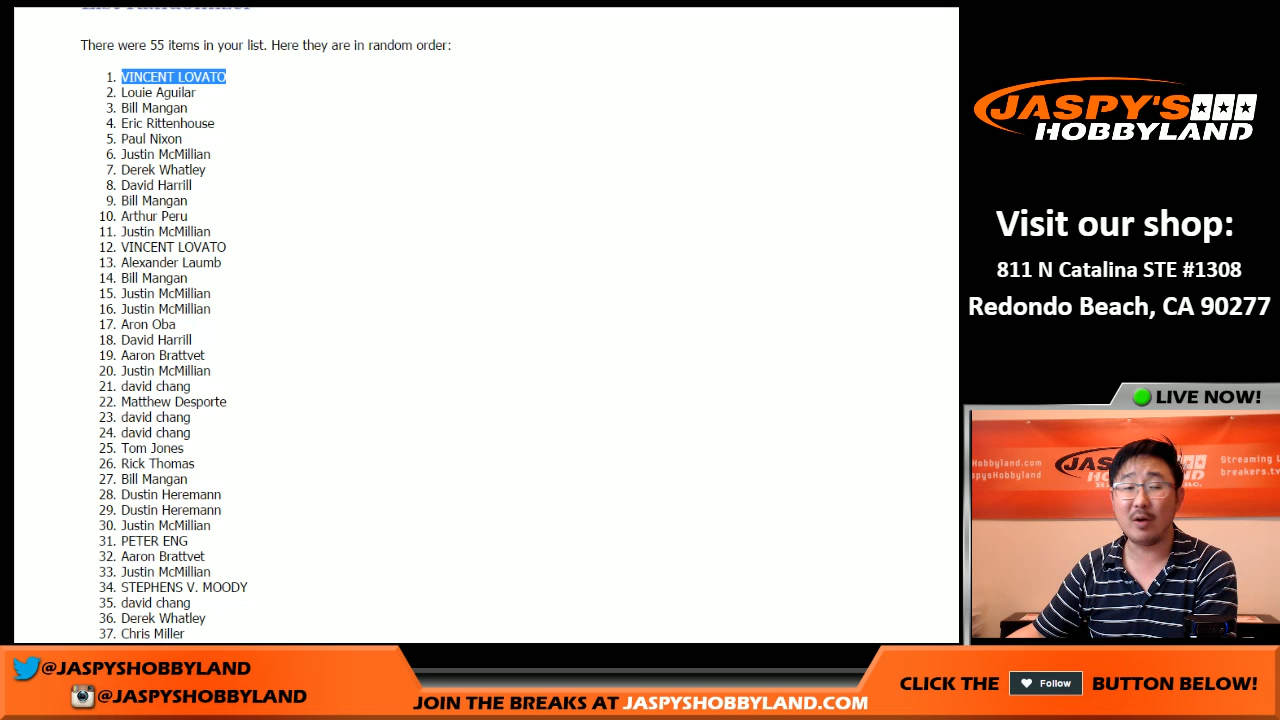 There were 55 items in your list. Here they are in random order:
1. VINCENT LOVATO
2. Louie Aguilar
3. Bill Mangan
4. Eric Rittenhouse
5. Paul Nixon
6. Justin McMillian
7. Derek Whatley
8. David Harrill
9. Bill Mangan
10. Arthur Peru
11. Justin McMillian
12. VINCENT LOVATO
13. Alexander Laumb
14. Bill Mangan
15. Justin McMillian
16. Justin McMillian
17. Aron Oba
18. David Harrill
19. Aaron Brattvet
20. Justin McMillian
21. david chang
22. Matthew Desporte
23. david chang
24. david chang
25. Tom Jones
26. Rick Thomas
27. Bill Mangan
28. Dustin Heremann
29. Dustin Heremann
30. Justin McMillian
31. PETER ENG
32. Aaron Brattvet
33. Justin McMillian
34. STEPHENS V. MOODY
35. david chang
36. Derek Whatley
37. Chris Miller
JASPY'S
HOBBYLAND
Visit our shop:
811 N Catalina STE #1308
Redondo Beach, CA 90277
LIVE NOW!
Hobbyland.com
spysHobbyland
JAS
Streaming L
breakers.tv
@JASPYSHOBBYLAND
@JASPYSHOBBYLAND
JOIN THE BREAKS AT JASPYSHOBBYLAND.COM
CLICK THE Follow BUTTON BELOW!